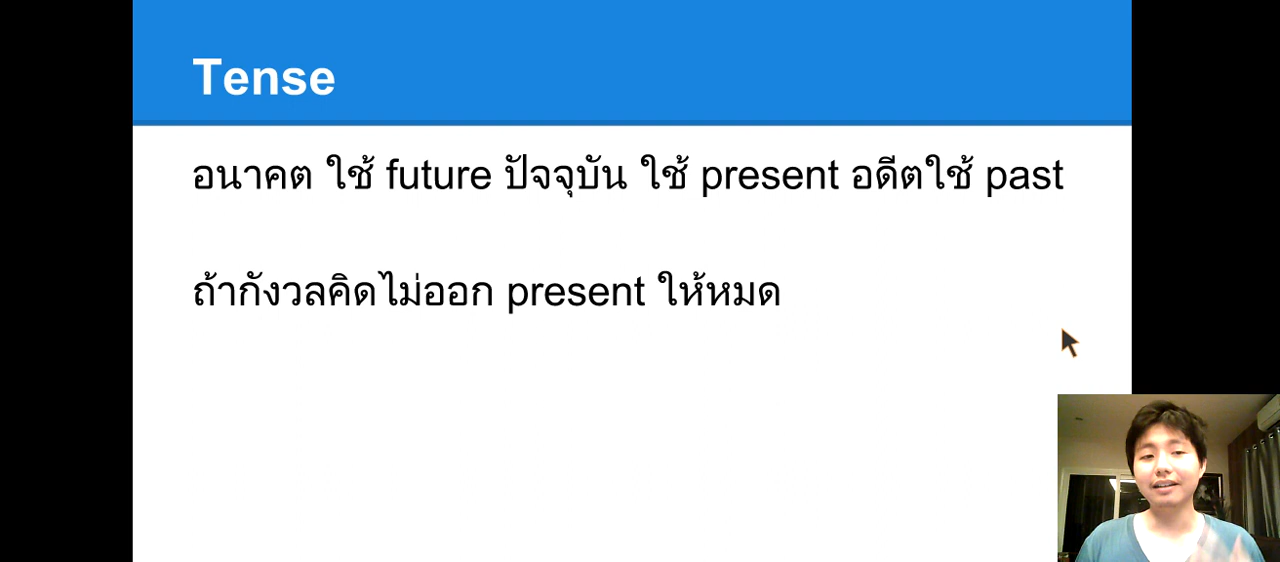 Tense
อนาคต ใช้ future ปัจจุบัน ใช้ present อดีตใช้ past
ถ้ากังวลคิดไม่ออก present ให้หมด